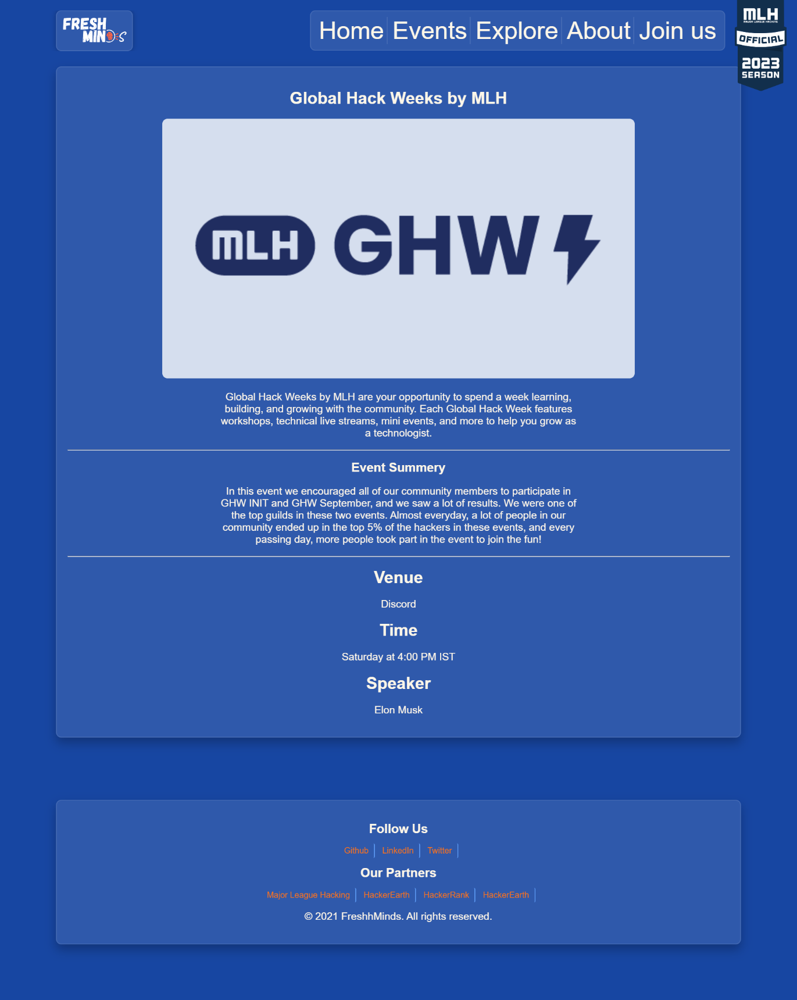 FRESH
MINDS
Home Events Explore About Join us
MLH
MAJOR LEAGUE HACKING
OFFICIAL
2023
SEASON
Global Hack Weeks by MLH
MLH GHW
Global Hack Weeks by MLH are your opportunity to spend a week learning,
building, and growing with the community. Each Global Hack Week features
workshops, technical live streams, mini events, and more to help you grow as
a technologist.
Event Summery
In this event we encouraged all of our community members to participate in
GHW INIT and GHW September, and we saw a lot of results. We were one of
the top guilds in these two events. Almost everyday, a lot of people in our
community ended up in the top 5% of the hackers in these events, and every
passing day, more people took part in the event to join the fun!
Venue
Discord
Time
Saturday at 4:00 PM IST
Speaker
Elon Musk
Follow Us
Github LinkedIn Twitter
Our Partners
Major League Hacking HackerEarth HackerRank HackerEarth
© 2021 FreshhMinds. All rights reserved.